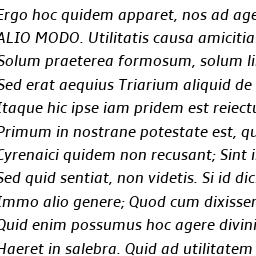 Ergo hoc quidem apparet, nos ad age
ALIO MODO. Utilitatis causa amicitia
Solum praeterea formosum, solum li
Sed erat aequius Triarium aliquid de
Itaque hic ipse iam pridem est reiect
Primum in nostrane potestate est, qu
Cyrenaici quidem non recusant; Sint i
Sed quid sentiat, non videtis. Si id dic
Immo alio genere; Quod cum dixisser
Quid enim possumus hoc agere divini
Haeret in salebra. Quid ad utilitatem